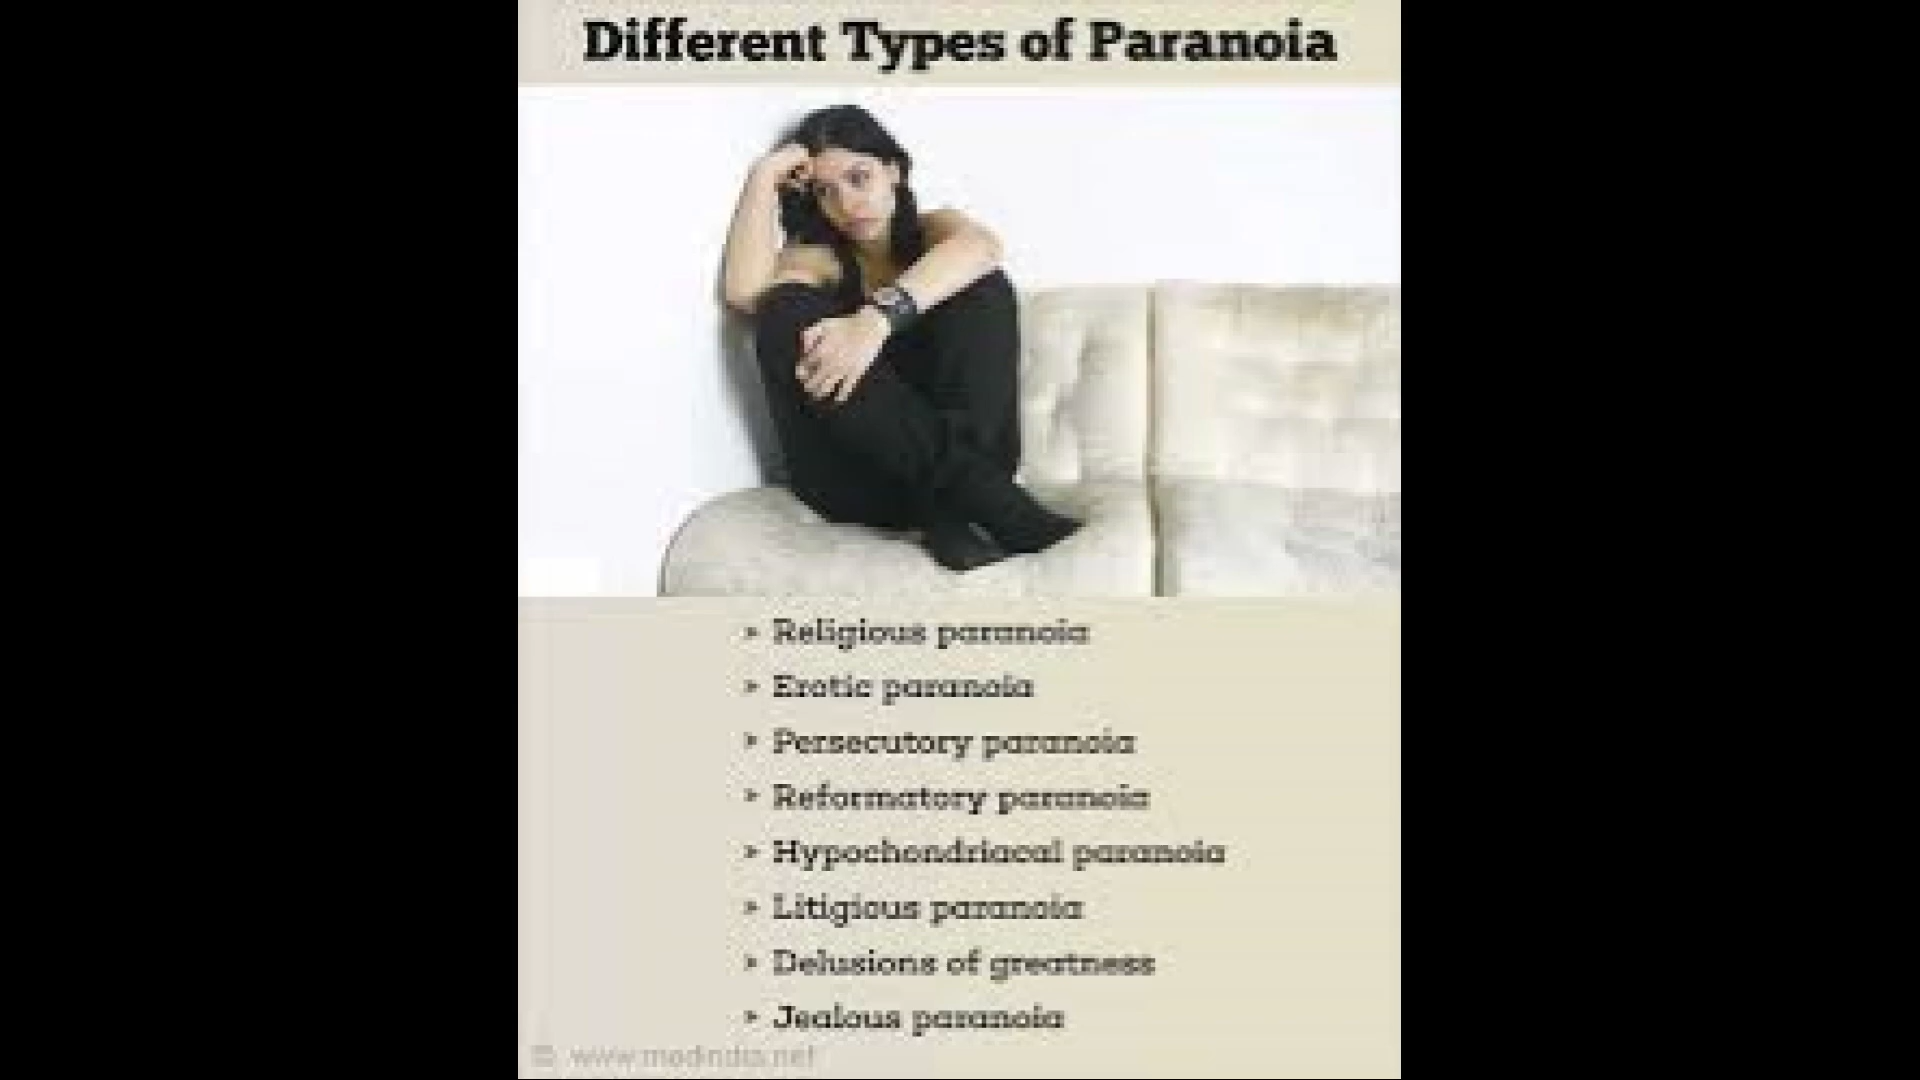 Different Types of Paranoia
➤ Religious paranoia
➤ Erotic paranoia
➤ Persecutory paranoia
➤ Reformatory paranoia
➤ Hypochondriacal paranoia
➤ Litigious paranoia
➤ Delusions of greatness
➤ Jealous paranoia
www.medindia.net